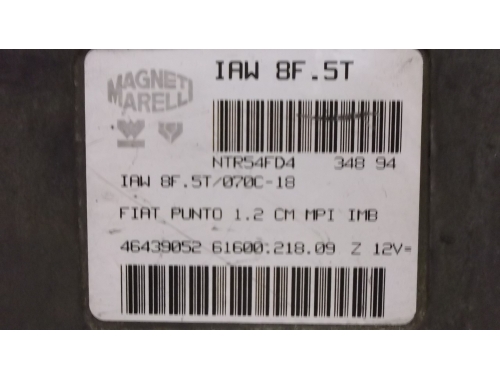 IAW 8F.5T
MAGNETI
MARELLI
NTR54FD4 348 94
IAW 8F.5T/070C-18
FIAT PUNTO 1.2 CM MPI IMB
46439052 61600.218.09 Z 12V=